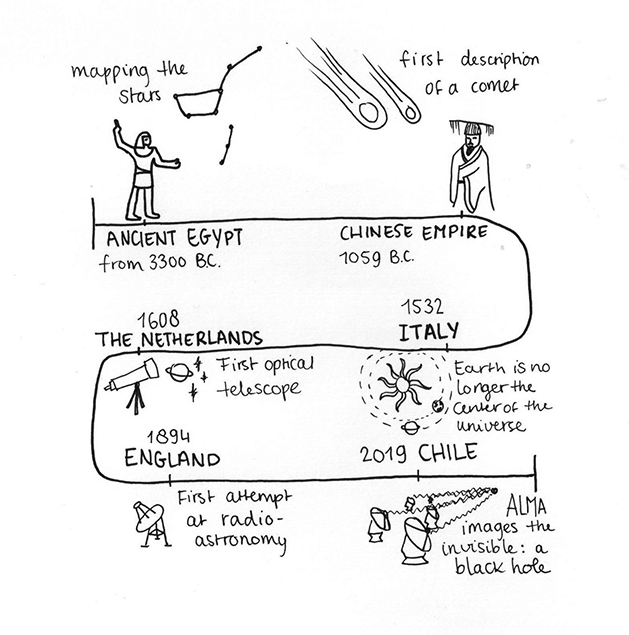 mapping the
stars
first description
of a comet
ANCIENT EGYPT
from 3300 B.C.
CHINESE EMPIRE
1059 B.C.
1532
ITALY
Earth is no
longer the
center of the
universe
1608
THE NETHERLANDS
First optical
telescope
1894
ENGLAND
First attempt
at radio-
astronomy
2019 CHILE
ALMA
images the
invisible: a
black hole